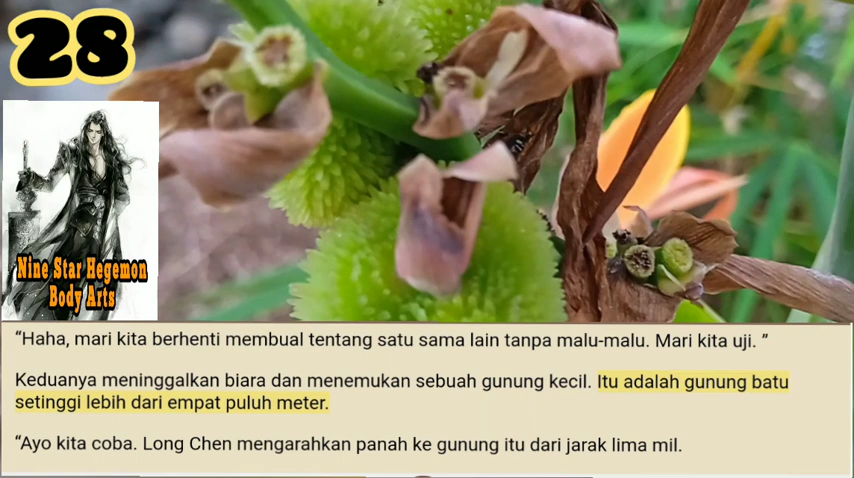 28
Nine Star Hegemon
Body Arts
“Haha, mari kita berhenti membual tentang satu sama lain tanpa malu-malu. Mari kita uji. ”
Keduanya meninggalkan biara dan menemukan sebuah gunung kecil. Itu adalah gunung batu
setinggi lebih dari empat puluh meter.
“Ayo kita coba. Long Chen mengarahkan panah ke gunung itu dari jarak lima mil.